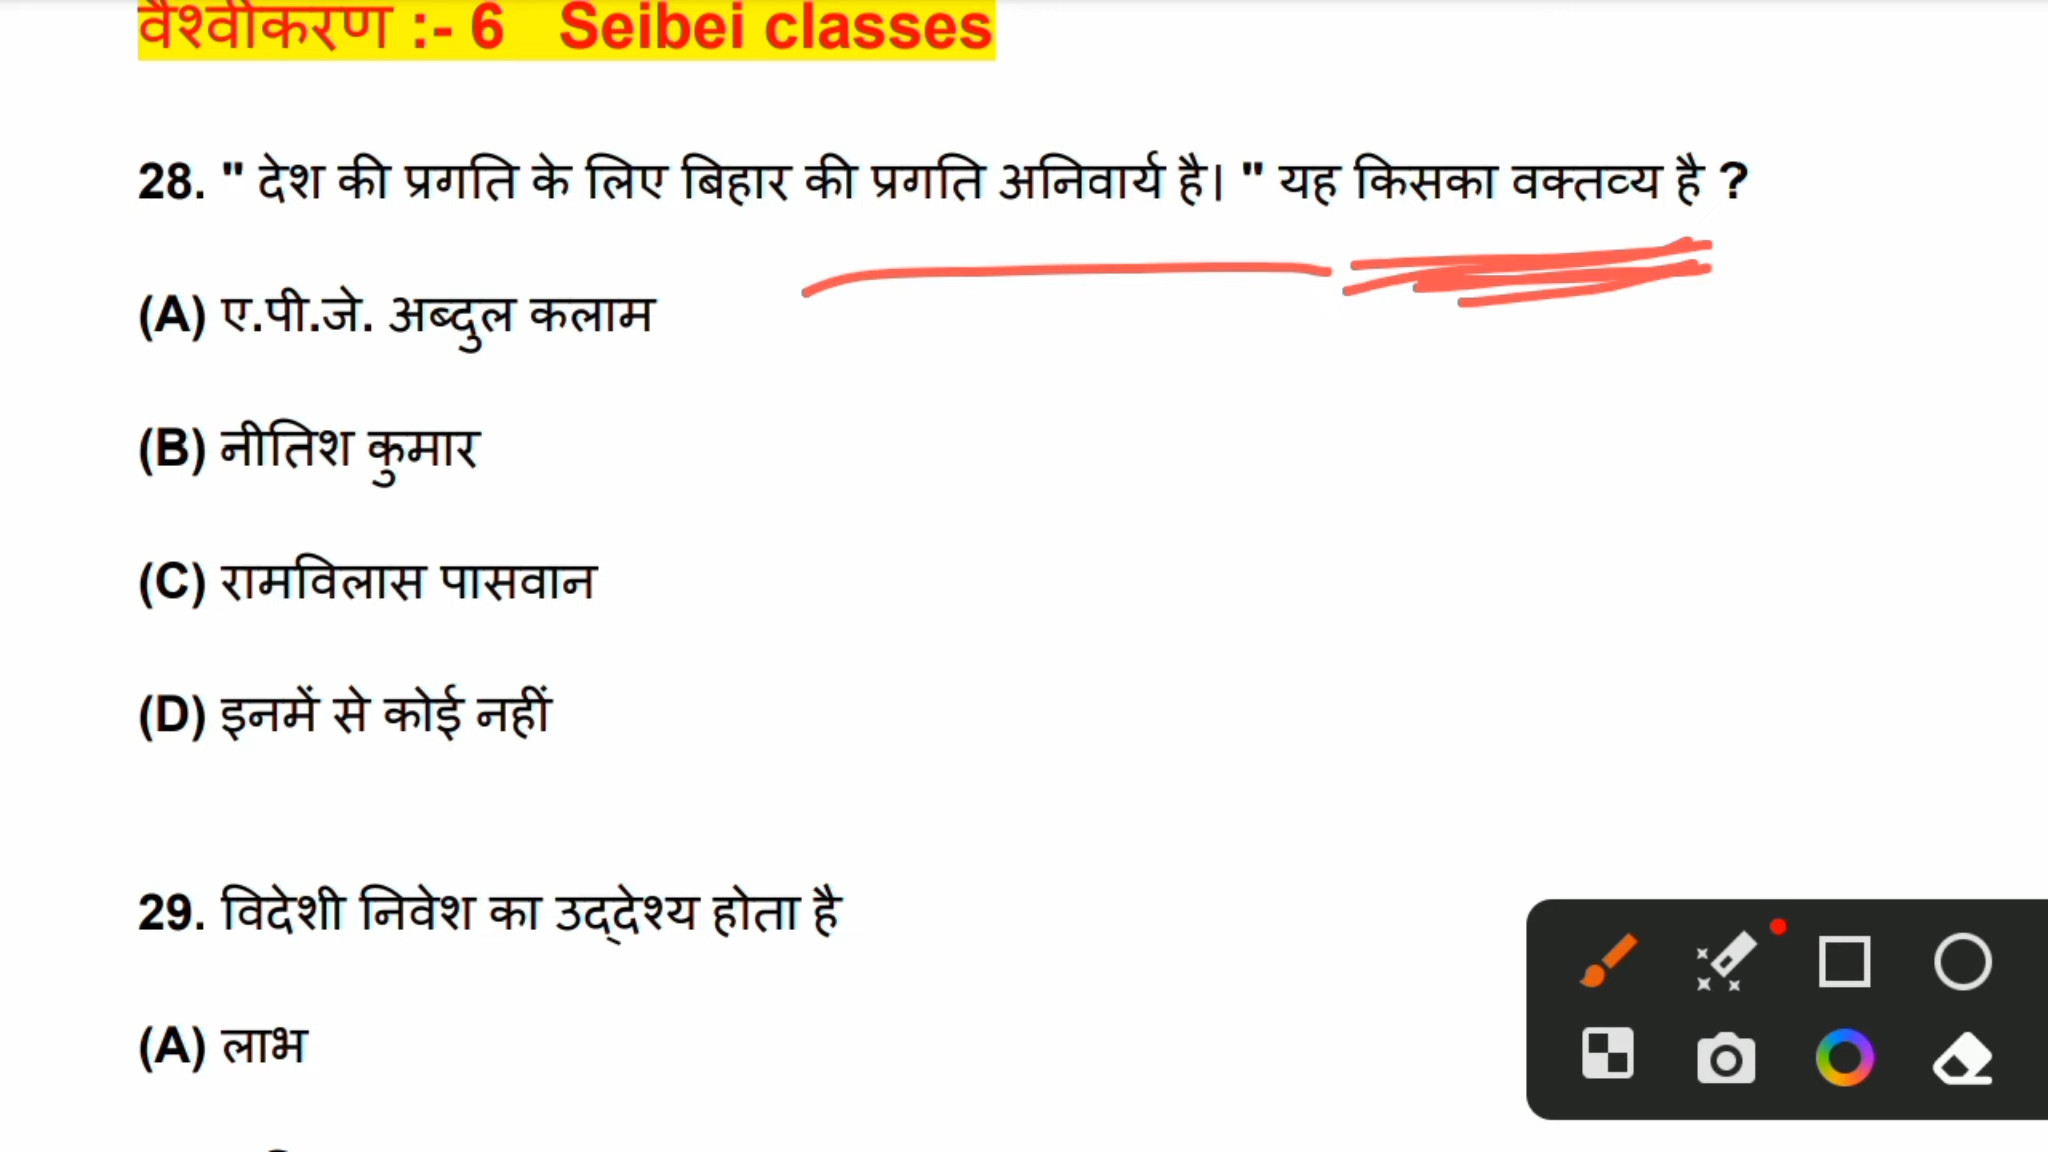 वैश्वीकरण :- 6 Seibei classes
28. " देश की प्रगति के लिए बिहार की प्रगति अनिवार्य है। " यह किसका वक्तव्य है ?
(A) ए.पी.जे. अब्दुल कलाम
(B) नीतिश कुमार
(C) रामविलास पासवान
(D) इनमें से कोई नहीं
29. विदेशी निवेश का उद्देश्य होता है
(A) लाभ